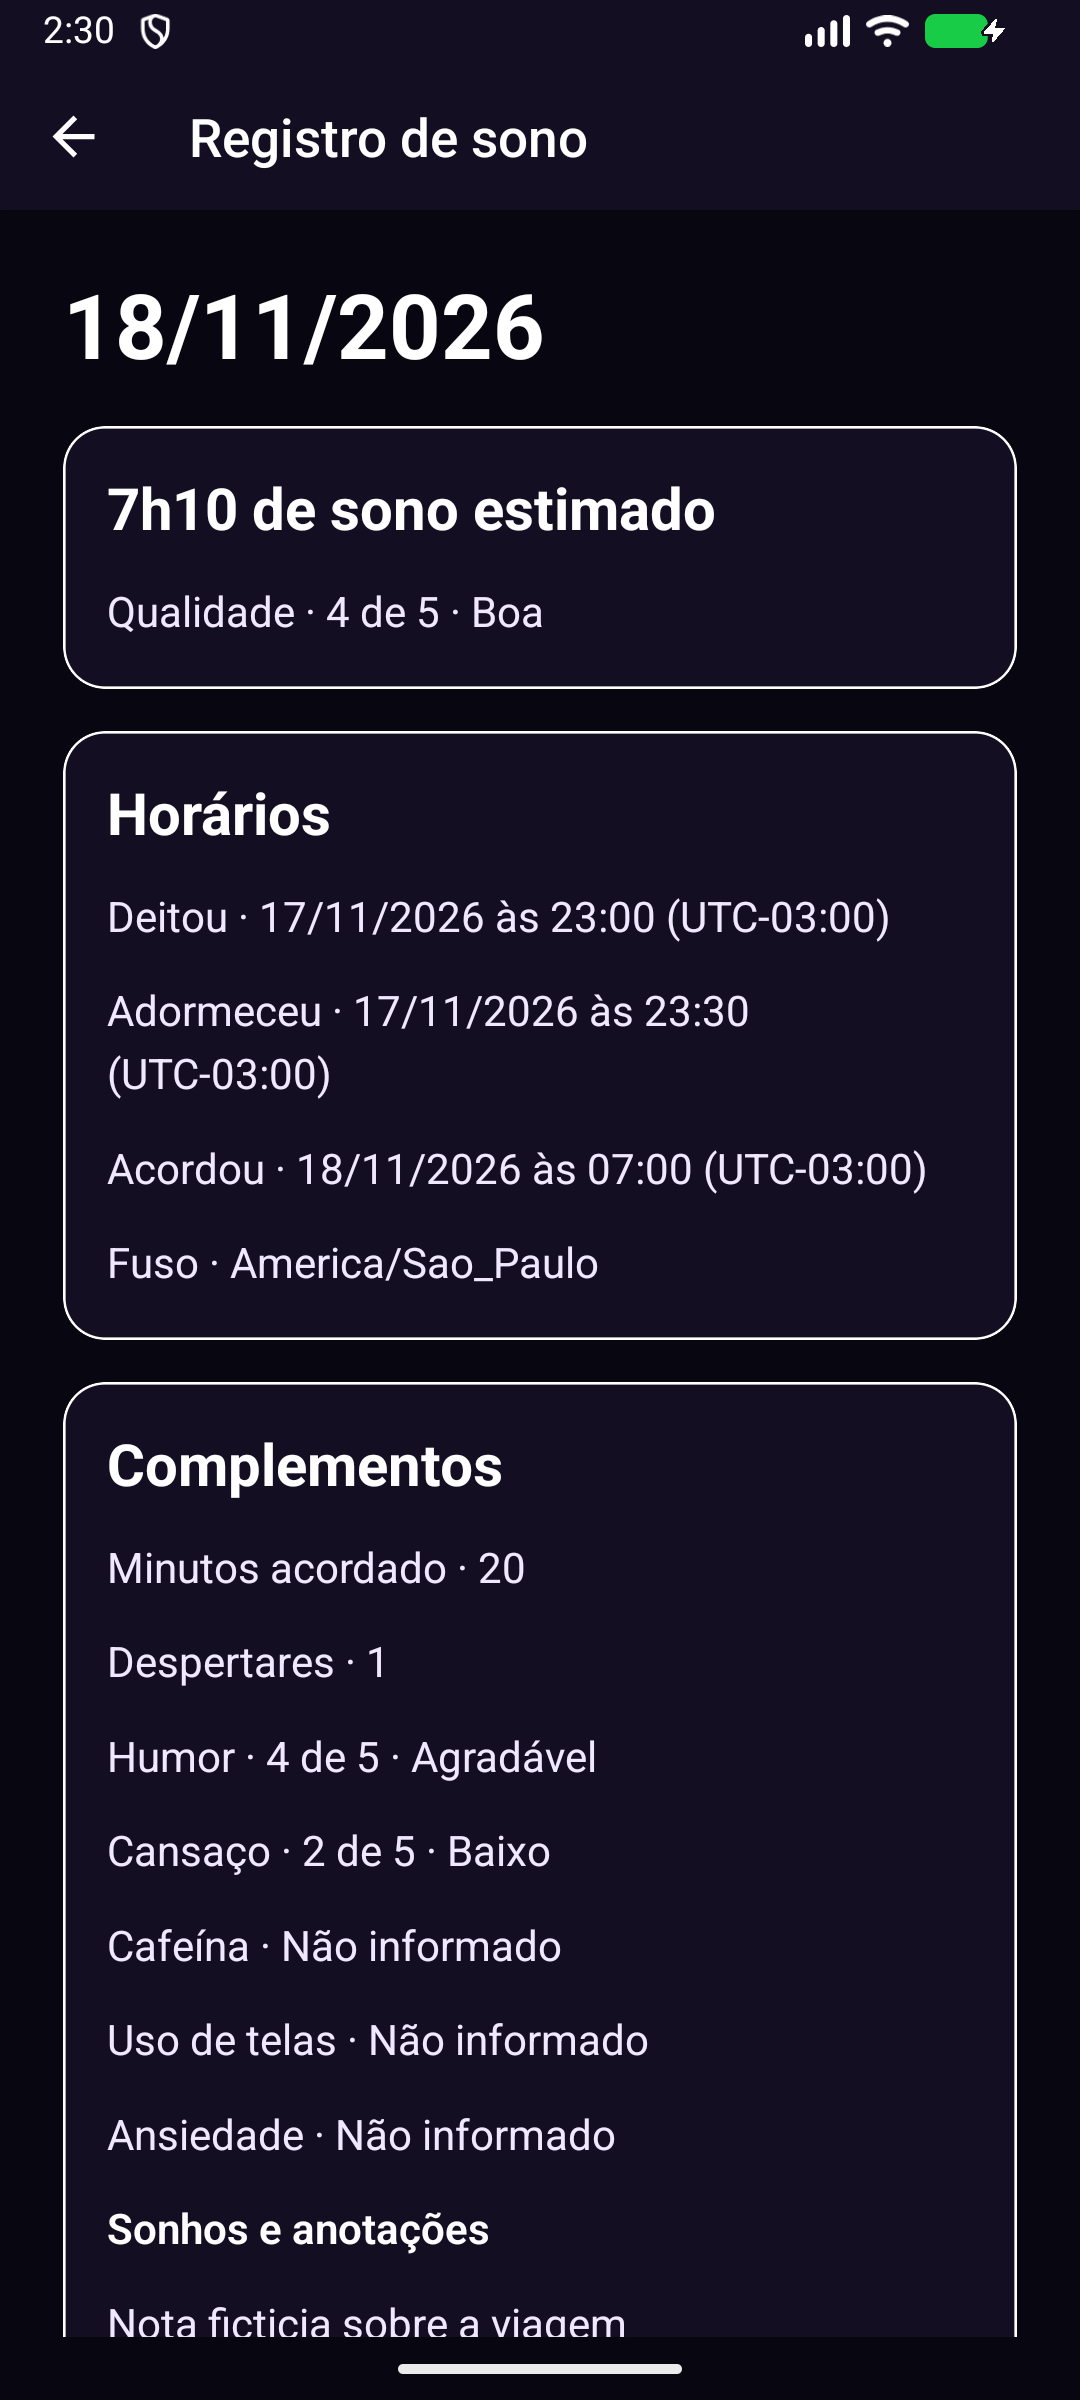 2:30
Registro de sono
18/11/2026
7h10 de sono estimado
Qualidade · 4 de 5 · Boa
Horários
Deitou · 17/11/2026 às 23:00 (UTC-03:00)
Adormeceu · 17/11/2026 às 23:30
(UTC-03:00)
Acordou · 18/11/2026 às 07:00 (UTC-03:00)
Fuso · America/Sao_Paulo
Complementos
Minutos acordado · 20
Despertares · 1
Humor · 4 de 5 · Agradável
Cansaço · 2 de 5 · Baixo
Cafeína · Não informado
Uso de telas · Não informado
Ansiedade · Não informado
Sonhos e anotações
Nota ficticia sobre a viagem